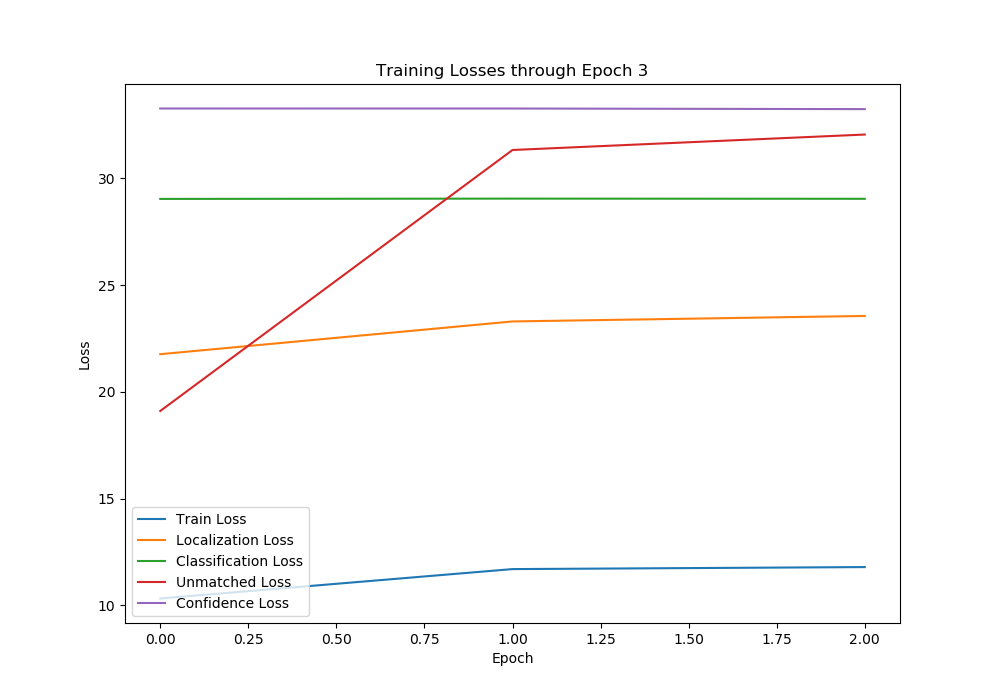 Training Losses through Epoch 3
Loss
30
25
20
15
10
Train Loss
Localization Loss
Classification Loss
Unmatched Loss
Confidence Loss
0.00 0.25 0.50 0.75 1.00 1.25 1.50 1.75 2.00
Epoch